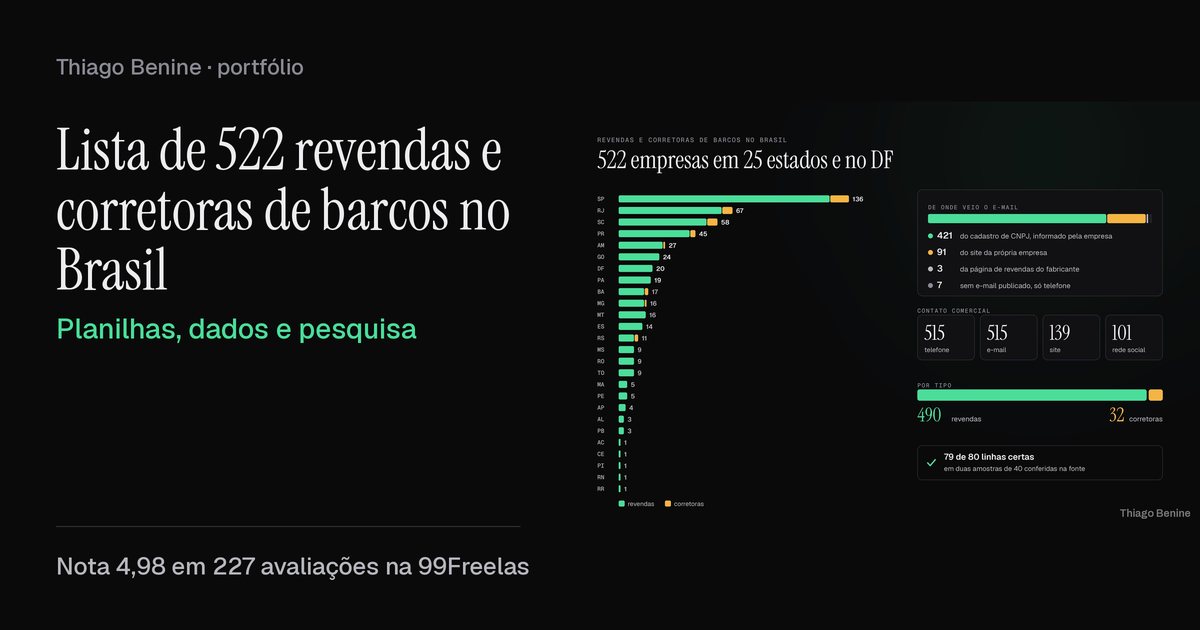 Thiago Benine · portfólio
Lista de 522 revendas e
corretoras de barcos no
Brasil
Planilhas, dados e pesquisa
Nota 4,98 em 227 avaliações na 99Freelas
REVENDAS E CORRETORAS DE BARCOS NO BRASIL
522 empresas em 25 estados e no DF
SP 136
RJ 67
SC 58
PR 45
AM 27
GO 24
DF 20
PA 19
BA 17
MG 16
MT 16
ES 14
RS 11
MS 9
RO 9
TO 9
MA 5
PE 5
AP 4
AL 3
PB 3
AC 1
CE 1
PI 1
RN 1
RR 1
revendas corretoras
DE ONDE VEIO O E-MAIL
421 do cadastro de CNPJ, informado pela empresa
91 do site da própria empresa
3 da página de revendas do fabricante
7 sem e-mail publicado, só telefone
CONTATO COMERCIAL
515 515 139 101
telefone e-mail site rede social
POR TIPO
490 revendas 32 corretoras
79 de 80 linhas certas
em duas amostras de 40 conferidas na fonte
Thiago Benine